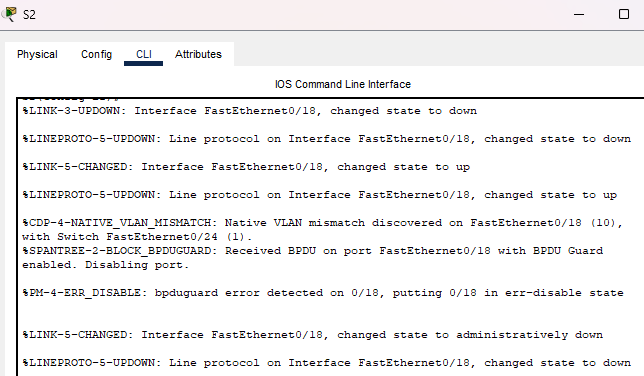 S2
Physical Config CLI Attributes
IOS Command Line Interface
%LINK-3-UPDOWN: Interface FastEthernet0/18, changed state to down
%LINEPROTO-5-UPDOWN: Line protocol on Interface FastEthernet0/18, changed state to down
%LINK-5-CHANGED: Interface FastEthernet0/18, changed state to up
%LINEPROTO-5-UPDOWN: Line protocol on Interface FastEthernet0/18, changed state to up
%CDP-4-NATIVE_VLAN_MISMATCH: Native VLAN mismatch discovered on FastEthernet0/18 (10),
with Switch FastEthernet0/24 (1).
%SPANTREE-2-BLOCK_BPDUGUARD: Received BPDU on port FastEthernet0/18 with BPDU Guard
enabled. Disabling port.
%PM-4-ERR_DISABLE: bpduguard error detected on 0/18, putting 0/18 in err-disable state
%LINK-5-CHANGED: Interface FastEthernet0/18, changed state to administratively down
%LINEPROTO-5-UPDOWN: Line protocol on Interface FastEthernet0/18, changed state to down